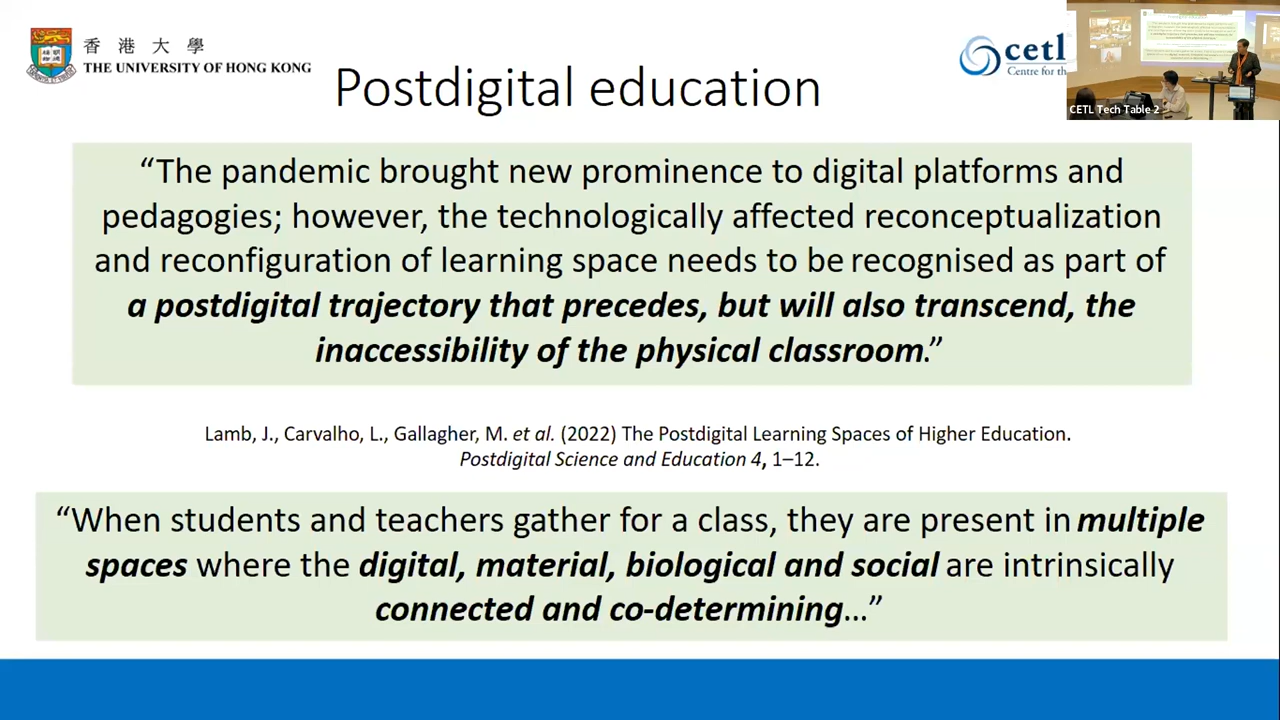 香港大學
THE UNIVERSITY OF HONG KONG
cetl
Centre for th
Postdigital education
CETL Tech Table 2
“The pandemic brought new prominence to digital platforms and
pedagogies; however, the technologically affected reconceptualization
and reconfiguration of learning space needs to be recognised as part of
a postdigital trajectory that precedes, but will also transcend, the
inaccessibility of the physical classroom.”
Lamb, J., Carvalho, L., Gallagher, M. et al. (2022) The Postdigital Learning Spaces of Higher Education.
Postdigital Science and Education 4, 1–12.
“When students and teachers gather for a class, they are present in multiple
spaces where the digital, material, biological and social are intrinsically
connected and co-determining…”